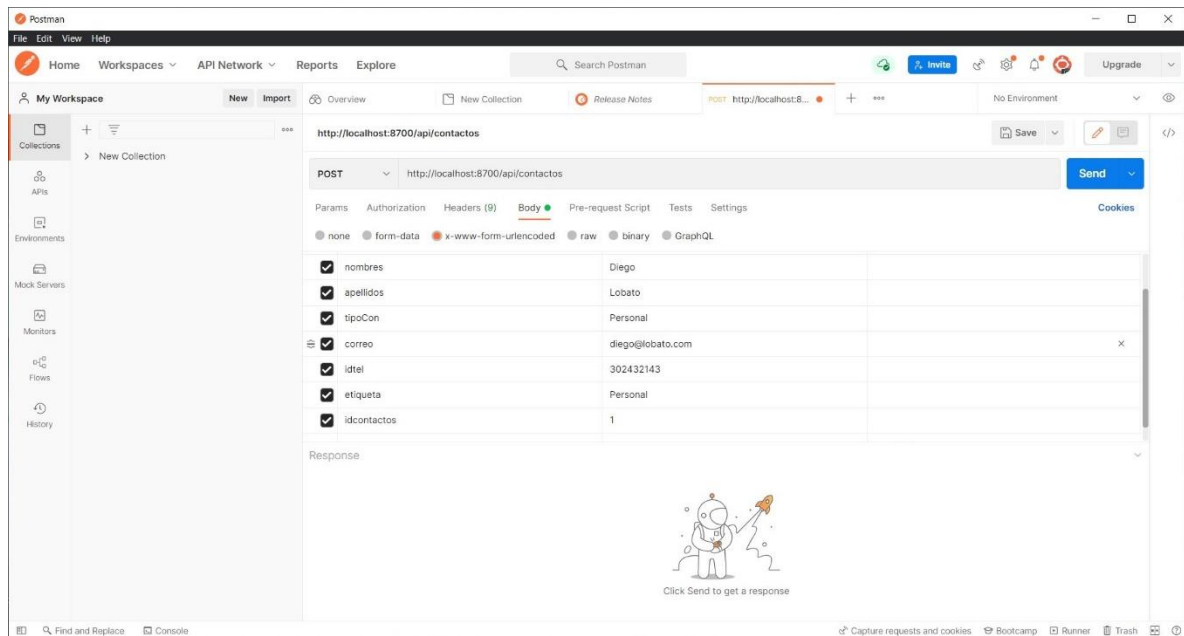 Postman
File Edit View Help
Home Workspaces API Network Reports Explore Search Postman Invite Upgrade
My Workspace New Import Overview New Collection Release Notes POST http://localhost:8... No Environment
Collections
APIs
Environments
Mock Servers
Monitors
Flows
History
New Collection
http://localhost:8700/api/contactos Save
POST http://localhost:8700/api/contactos Send
Params Authorization Headers (9) Body Pre-request Script Tests Settings Cookies
none form-data x-www-form-urlencoded raw binary GraphQL
nombres Diego
apellidos Lobato
tipoCon Personal
correo diego@lobato.com
idtel 302432143
etiqueta Personal
idcontactos 1
Response
Click Send to get a response
Find and Replace Console Capture requests and cookies Bootcamp Runner Trash